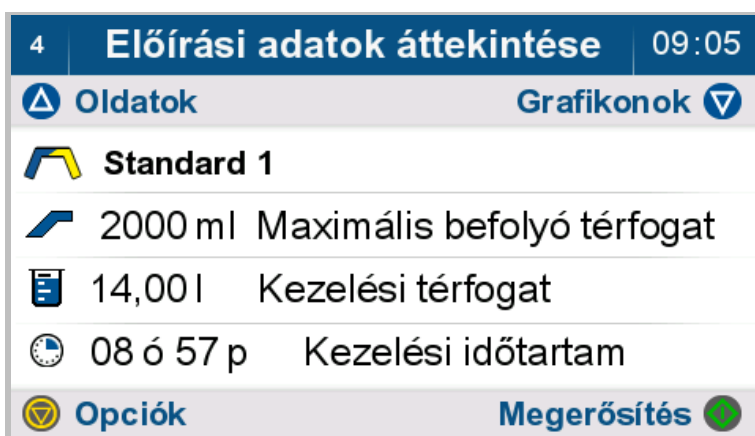 4 Előírási adatok áttekintése 09:05
Oldatok Grafikonok
Standard 1
2000 ml Maximális befolyó térfogat
14,00 l Kezelési térfogat
08 ó 57 p Kezelési időtartam
Opciók Megerősítés